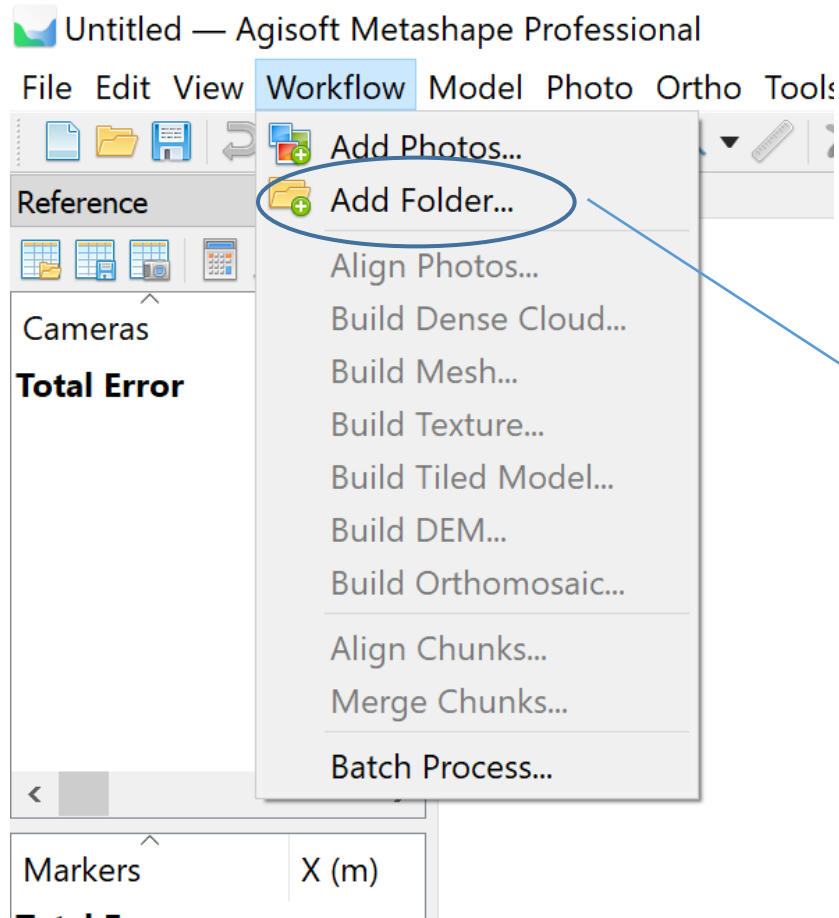 Untitled — Agisoft Metashape Professional
File Edit View Workflow Model Photo Ortho Tools
Add Photos...
Add Folder...
Reference
Align Photos...
Build Dense Cloud...
Cameras
Build Mesh...
Total Error
Build Texture...
Build Tiled Model...
Build DEM...
Build Orthomosaic...
Align Chunks...
Merge Chunks...
Batch Process...
Markers X (m)